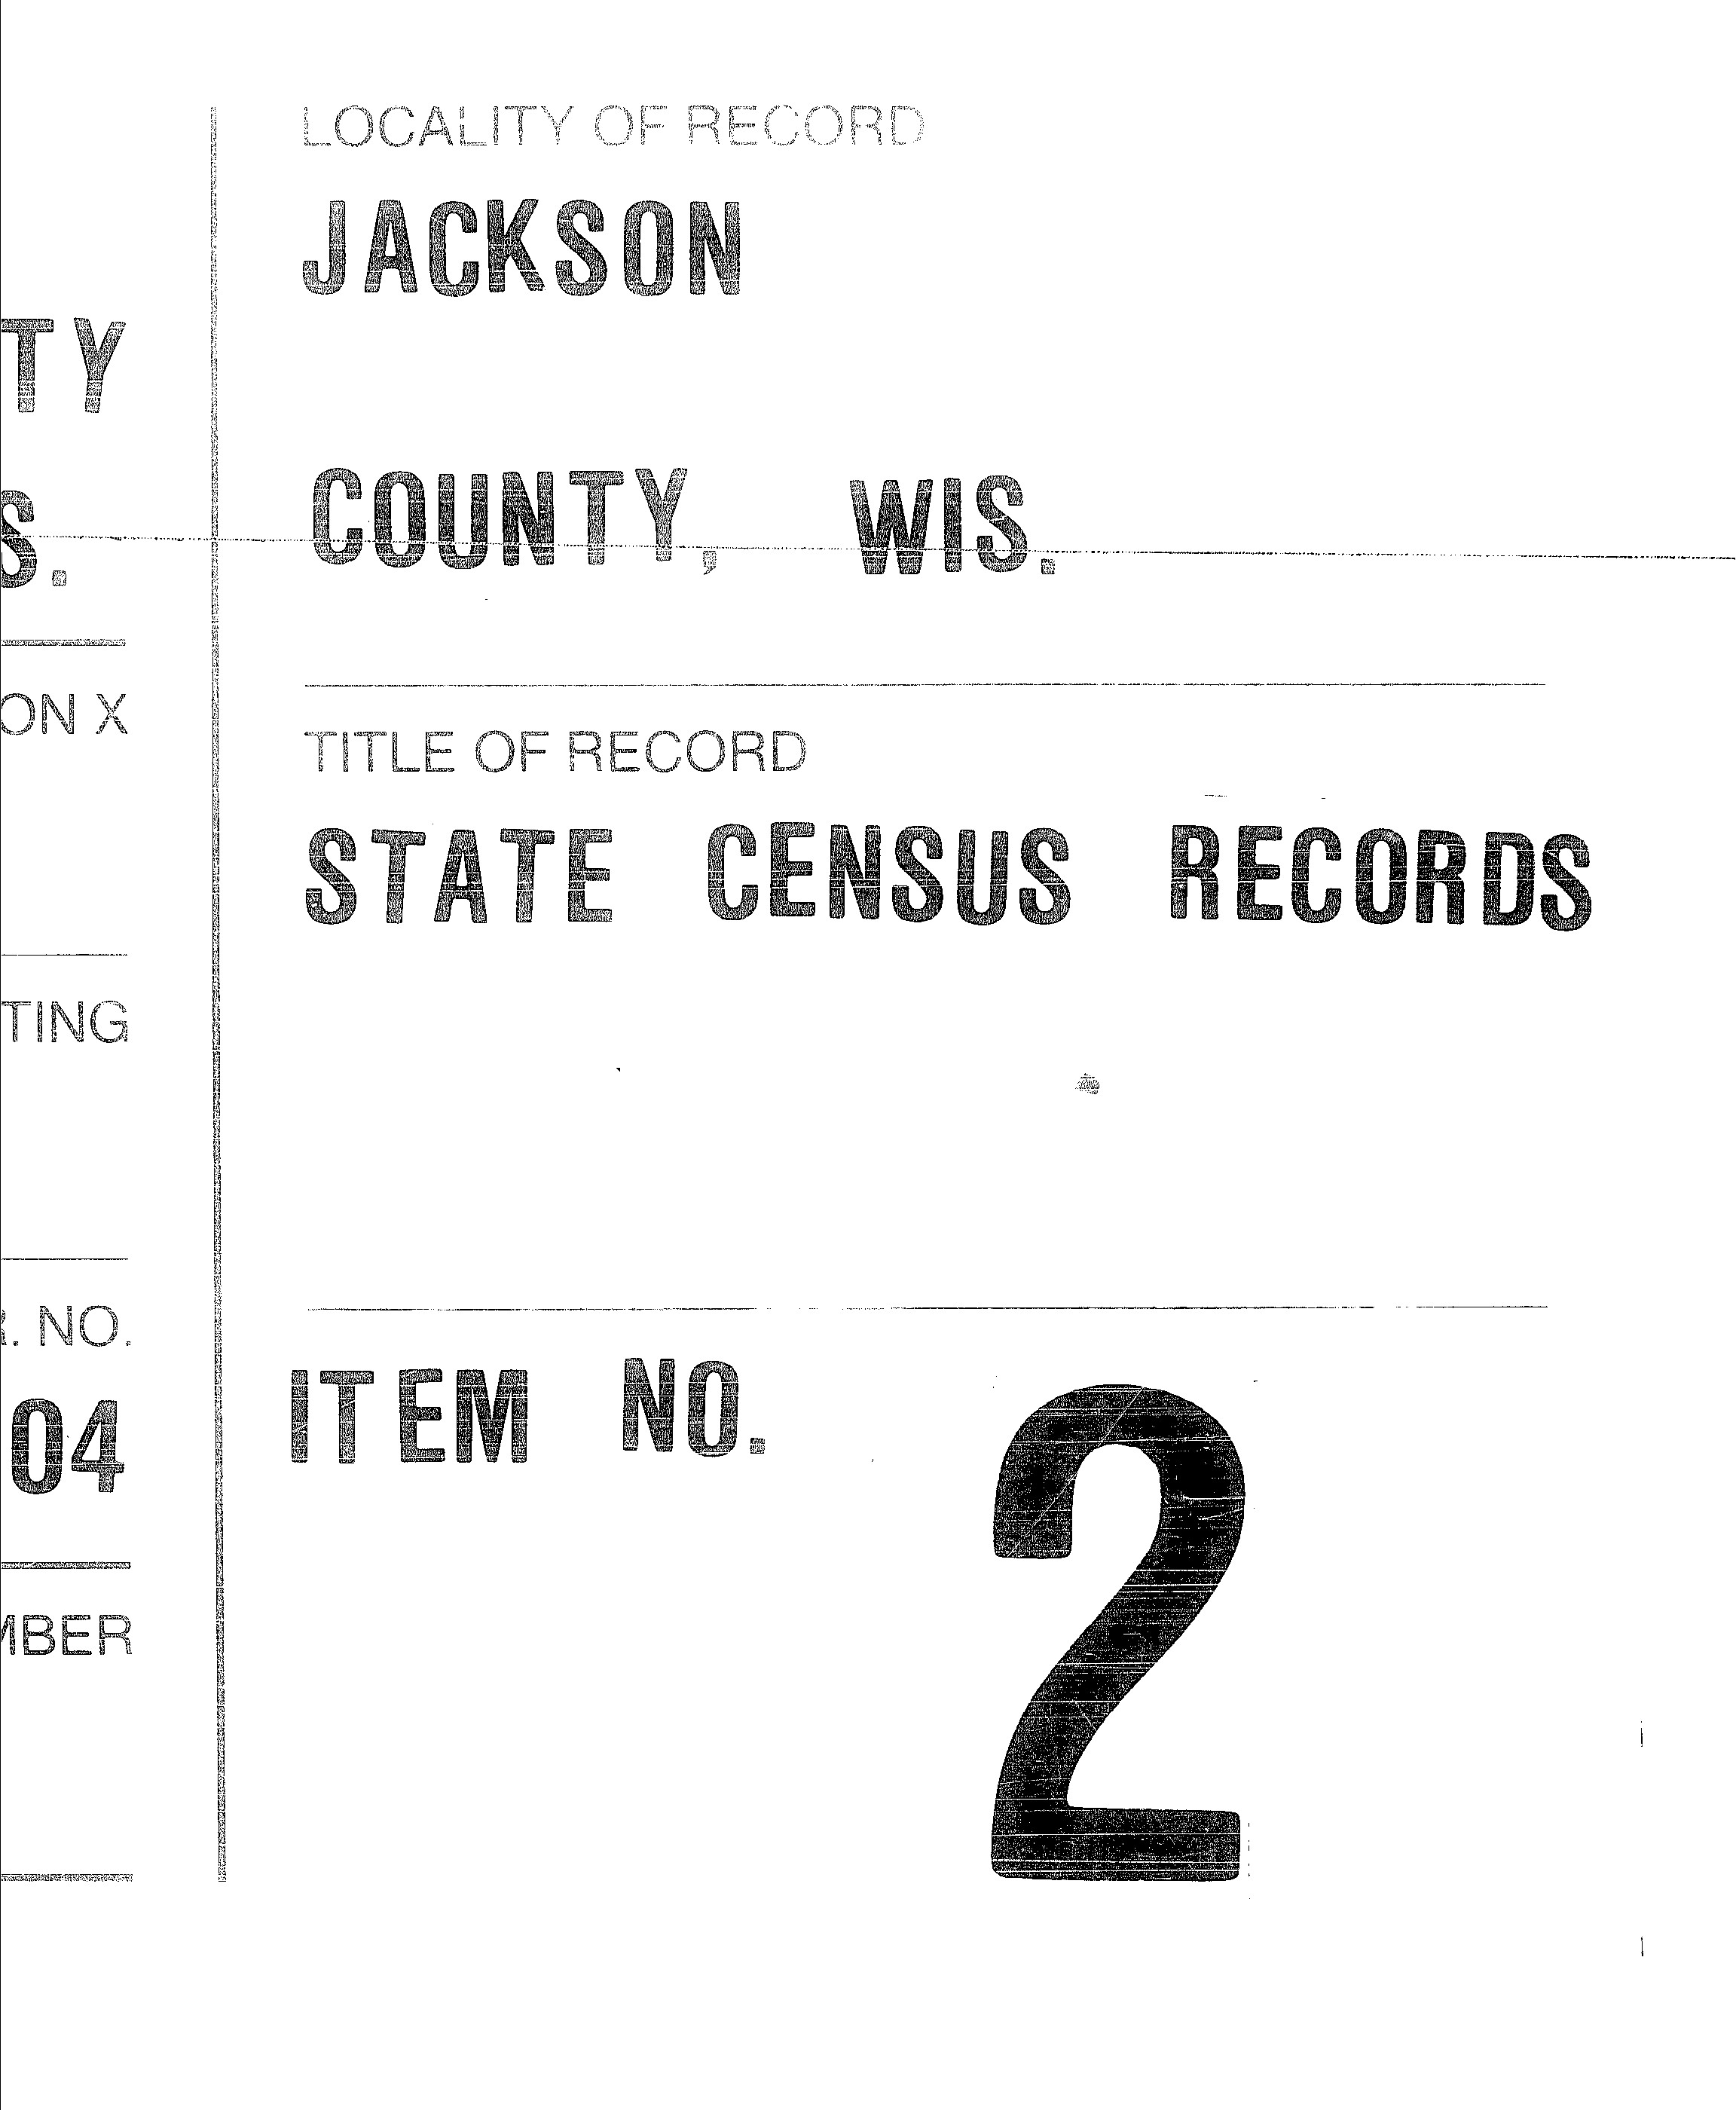 TY
S.
ON X
TING
R. NO.
04
MBER
LOCALITY OF RECORD
JACKSON
COUNTY, WIS.
TITLE OF RECORD
STATE CENSUS RECORDS
ITEM NO. 2